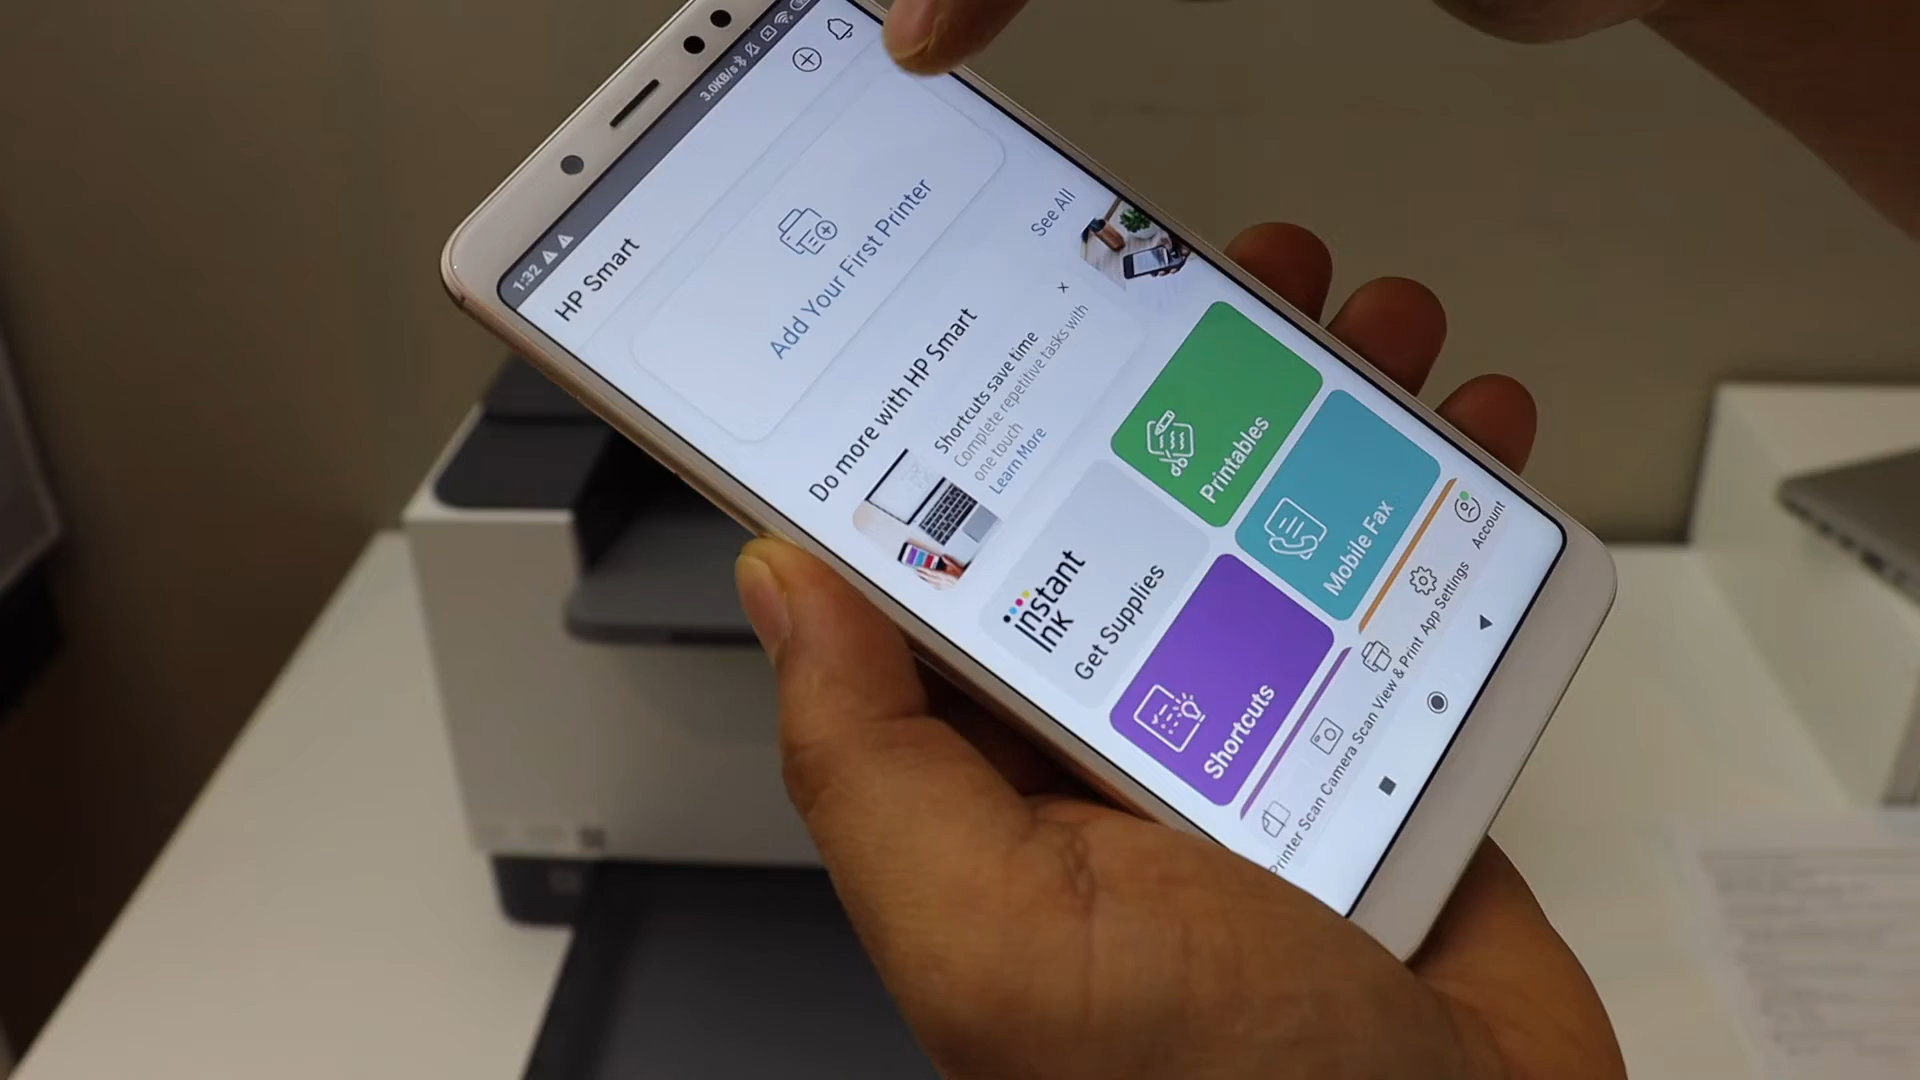 1:32
3.0KB/s
HP Smart
Add Your First Printer
Do more with HP Smart
See All
Shortcuts save time
Complete repetitive tasks with
one touch
Learn More
instant
ink
Get Supplies
Printables
Shortcuts
Mobile Fax
Printer Scan
Camera Scan
View & Print
App Settings
Account